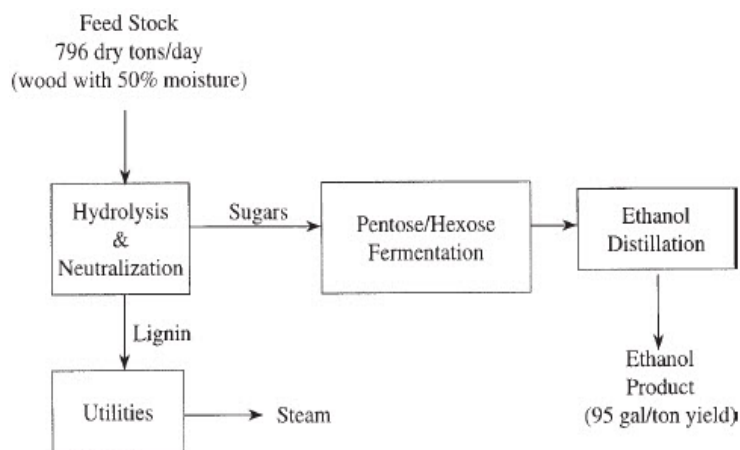 Feed Stock
796 dry tons/day
(wood with 50% moisture)
Hydrolysis
&
Neutralization
Sugars
Pentose/Hexose
Fermentation
Ethanol
Distillation
Lignin
Utilities
Steam
Ethanol
Product
(95 gal/ton yield)